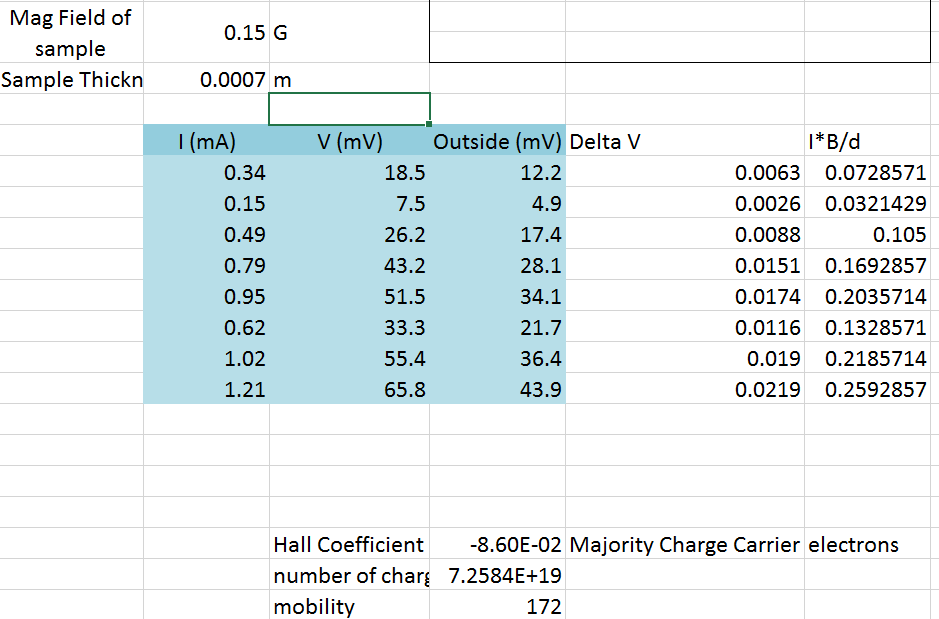 Mag Field of
sample 0.15 G
Sample Thickn 0.0007 m
I (mA) V (mV) Outside (mV) Delta V I*B/d
0.34 18.5 12.2 0.0063 0.0728571
0.15 7.5 4.9 0.0026 0.0321429
0.49 26.2 17.4 0.0088 0.105
0.79 43.2 28.1 0.0151 0.1692857
0.95 51.5 34.1 0.0174 0.2035714
0.62 33.3 21.7 0.0116 0.1328571
1.02 55.4 36.4 0.019 0.2185714
1.21 65.8 43.9 0.0219 0.2592857
Hall Coefficient -8.60E-02 Majority Charge Carrier electrons
number of charg 7.2584E+19
mobility 172